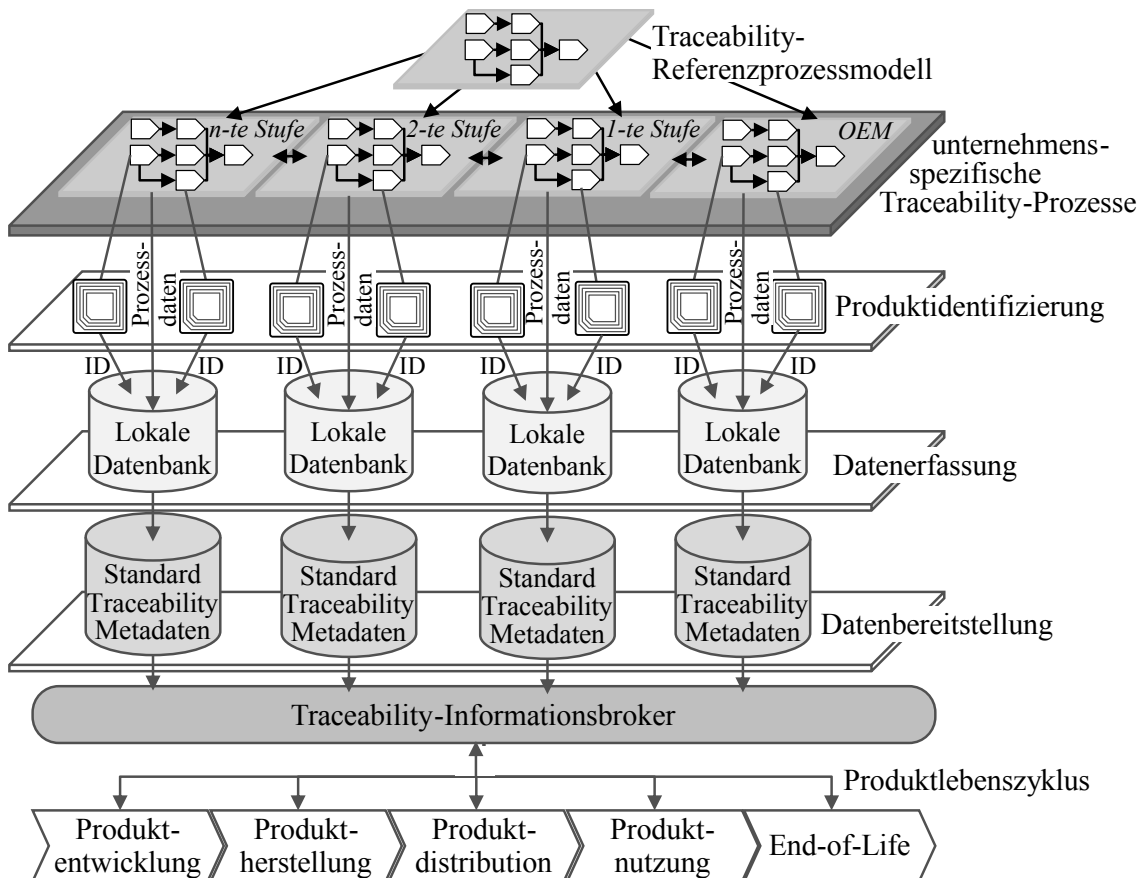 Traceability-
Referenzprozessmodell
n-te Stufe
2-te Stufe
1-te Stufe
OEM
unternehmens-
spezifische
Traceability-Prozesse
Prozess-
daten
Prozess-
daten
Prozess-
daten
Prozess-
daten
Produktidentifizierung
ID
ID
ID
ID
ID
ID
ID
ID
Lokale
Datenbank
Lokale
Datenbank
Lokale
Datenbank
Lokale
Datenbank
Datenerfassung
Standard
Traceability
Metadaten
Standard
Traceability
Metadaten
Standard
Traceability
Metadaten
Standard
Traceability
Metadaten
Datenbereitstellung
Traceability-Informationsbroker
Produktlebenszyklus
Produkt-
entwicklung
Produkt-
herstellung
Produkt-
distribution
Produkt-
nutzung
End-of-Life